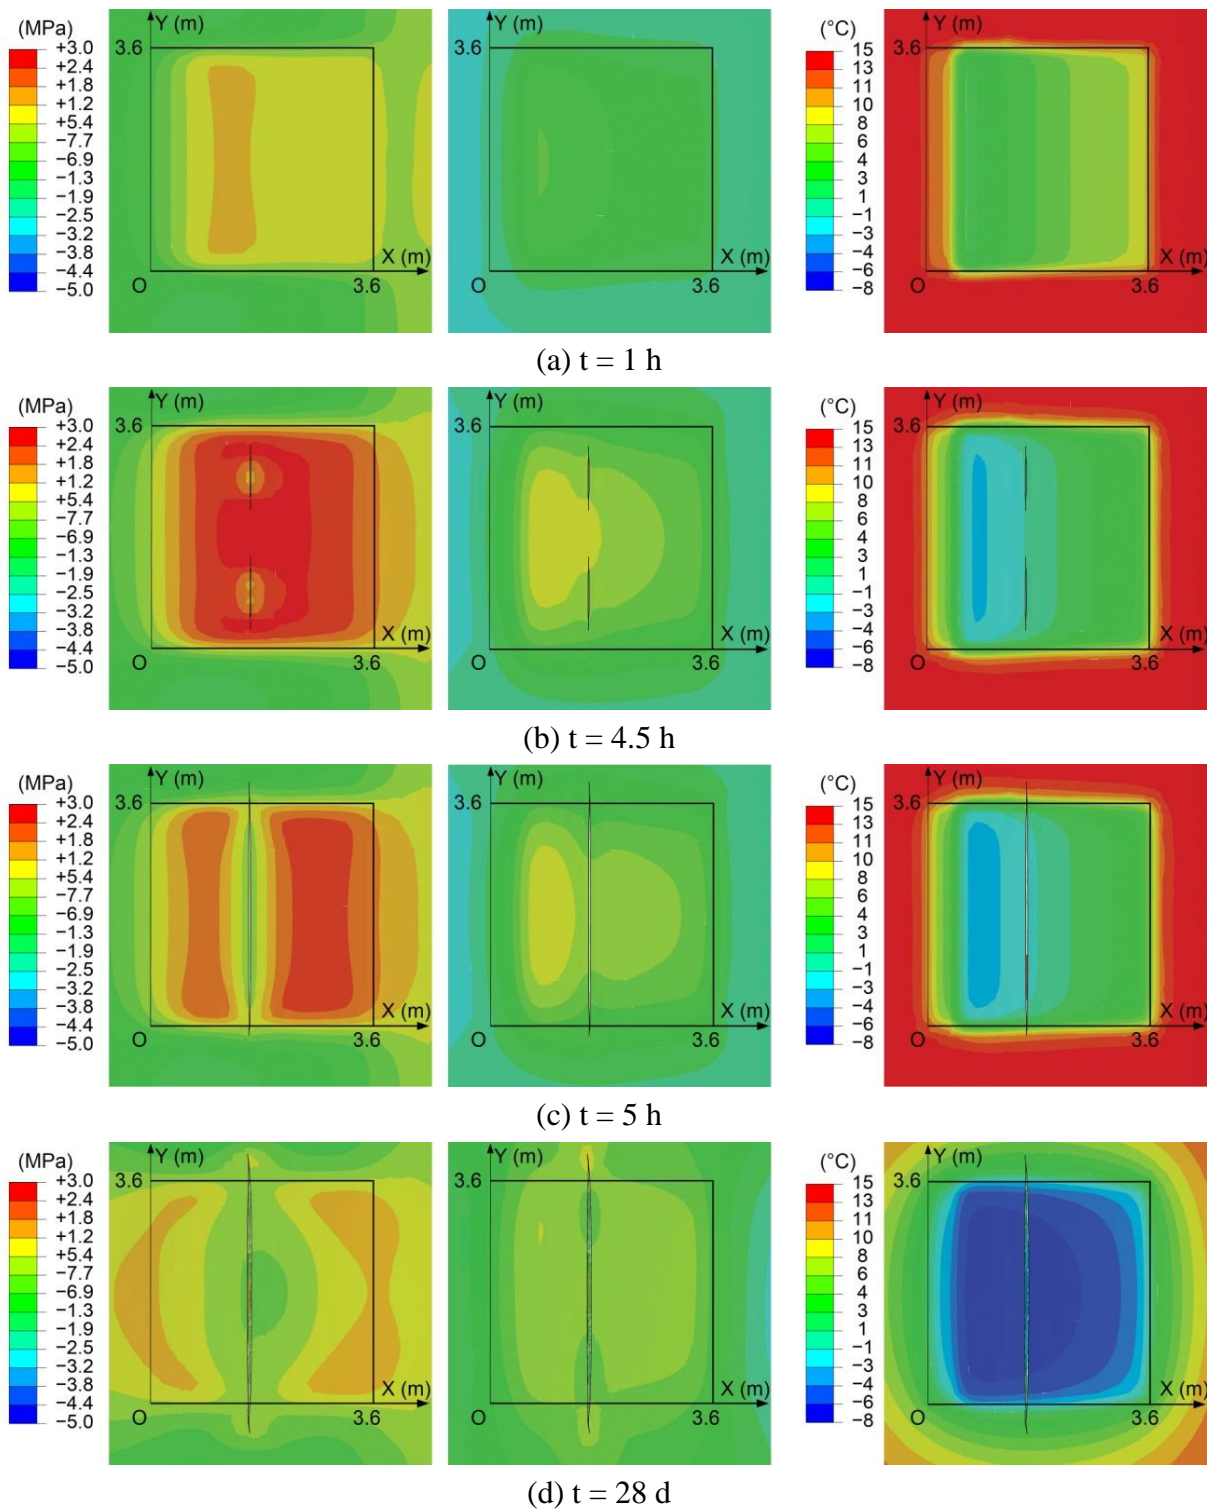 (MPa)
+3.0
+2.4
+1.8
+1.2
+5.4
−7.7
−6.9
−1.3
−1.9
−2.5
−3.2
−3.8
−4.4
−5.0
Y (m)
3.6
X (m)
O
3.6
Y (m)
3.6
X (m)
O
3.6
(°C)
15
13
11
10
8
6
4
3
1
−1
−3
−4
−6
−8
Y (m)
3.6
X (m)
O
3.6
(a) t = 1 h
(MPa)
+3.0
+2.4
+1.8
+1.2
+5.4
−7.7
−6.9
−1.3
−1.9
−2.5
−3.2
−3.8
−4.4
−5.0
Y (m)
3.6
X (m)
O
3.6
Y (m)
3.6
X (m)
O
3.6
(°C)
15
13
11
10
8
6
4
3
1
−1
−3
−4
−6
−8
Y (m)
3.6
X (m)
O
3.6
(b) t = 4.5 h
(MPa)
+3.0
+2.4
+1.8
+1.2
+5.4
−7.7
−6.9
−1.3
−1.9
−2.5
−3.2
−3.8
−4.4
−5.0
Y (m)
3.6
X (m)
O
3.6
Y (m)
3.6
X (m)
O
3.6
(°C)
15
13
11
10
8
6
4
3
1
−1
−3
−4
−6
−8
Y (m)
3.6
X (m)
O
3.6
(c) t = 5 h
(MPa)
+3.0
+2.4
+1.8
+1.2
+5.4
−7.7
−6.9
−1.3
−1.9
−2.5
−3.2
−3.8
−4.4
−5.0
Y (m)
3.6
X (m)
O
3.6
Y (m)
3.6
X (m)
O
3.6
(°C)
15
13
11
10
8
6
4
3
1
−1
−3
−4
−6
−8
Y (m)
3.6
X (m)
O
3.6
(d) t = 28 d